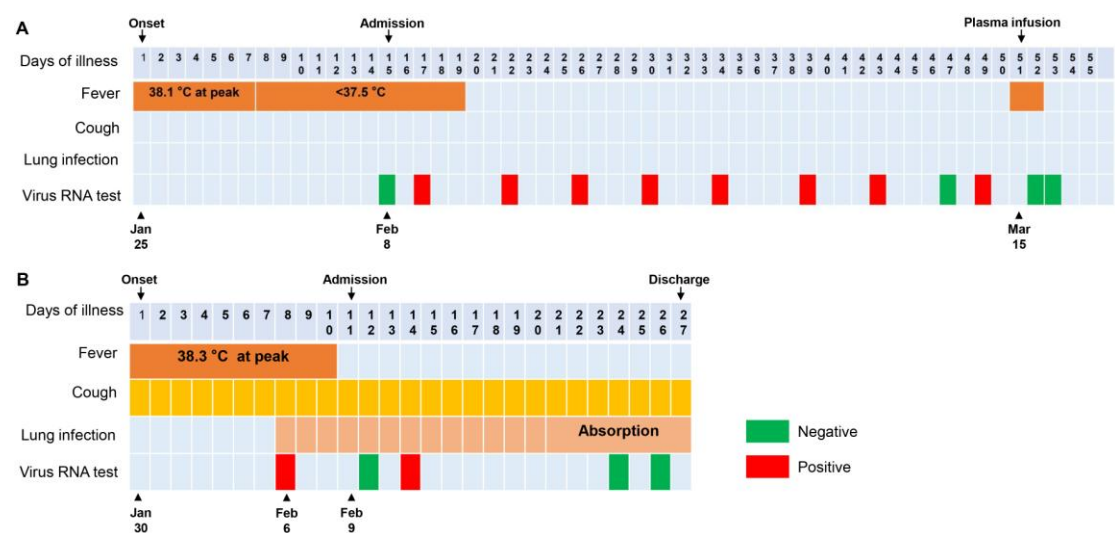 A
Onset Admission Plasma infusion
Days of illness 1 2 3 4 5 6 7 8 9 10 11 12 13 14 15 16 17 18 19 20 21 22 23 24 25 26 27 28 29 30 31 32 33 34 35 36 37 38 39 40 41 42 43 44 45 46 47 48 49 50 51 52 53 54 55
Fever 38.1 °C at peak <37.5 °C
Cough
Lung infection
Virus RNA test
Jan Feb Mar
25 8 15
B
Onset Admission Discharge
Days of illness 1 2 3 4 5 6 7 8 9 10 11 12 13 14 15 16 17 18 19 20 21 22 23 24 25 26 27
Fever 38.3 °C at peak
Cough
Lung infection Absorption
Virus RNA test
Jan Feb Feb
30 6 9
Negative
Positive